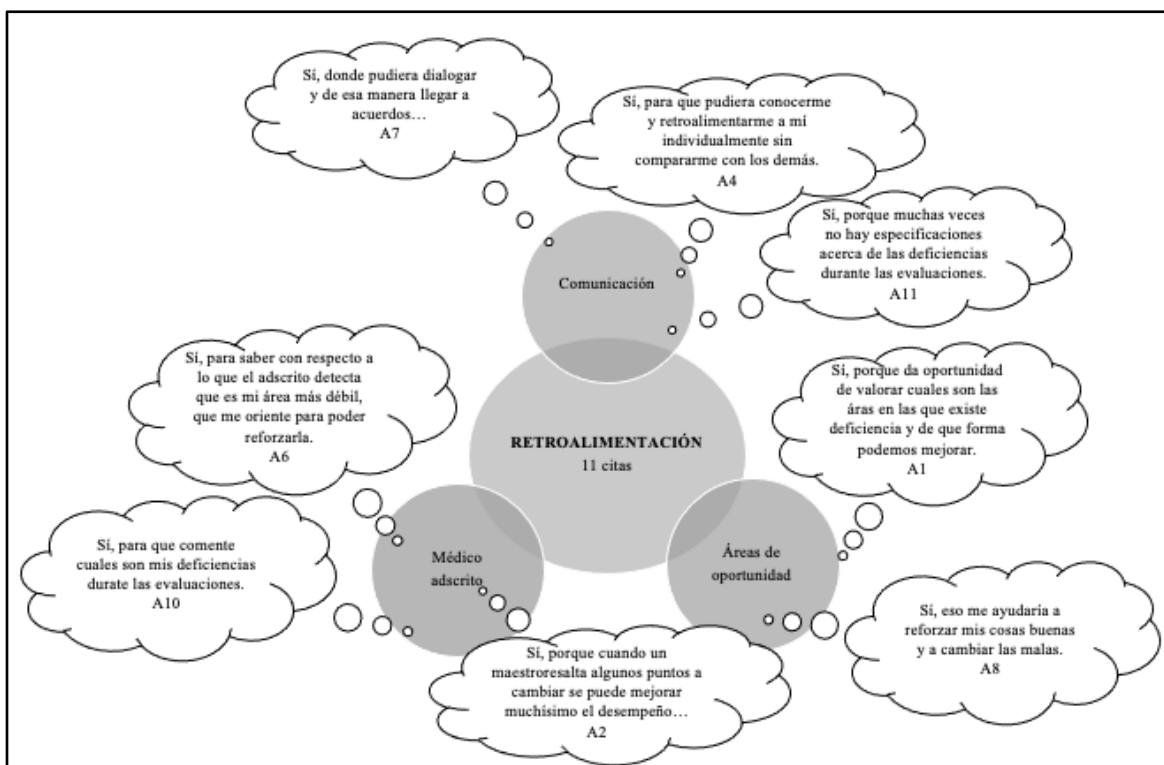 Sí, donde pudiera dialogar
y de esa manera llegar a
acuerdos…
A7
Sí, para que pudiera conocerme
y retroalimentarme a mí
individualmente sin
compararme con los demás.
A4
Sí, porque muchas veces
no hay especificaciones
acerca de las deficiencias
durante las evaluaciones.
A11
Comunicación
Sí, para saber con respecto a
lo que el adscrito detecta
que es mi área más débil,
que me oriente para poder
reforzarla.
A6
RETROALIMENTACIÓN
11 citas
Sí, porque da oportunidad
de valorar cuales son las
áras en las que existe
deficiencia y de que forma
podemos mejorar.
A1
Sí, para que comente
cuales son mis deficiencias
durate las evaluaciones.
A10
Médico
adscrito
Áreas de
oportunidad
Sí, porque cuando un
maestroresalta algunos puntos a
cambiar se puede mejorar
muchísimo el desempeño…
A2
Sí, eso me ayudaría a
reforzar mis cosas buenas
y a cambiar las malas.
A8